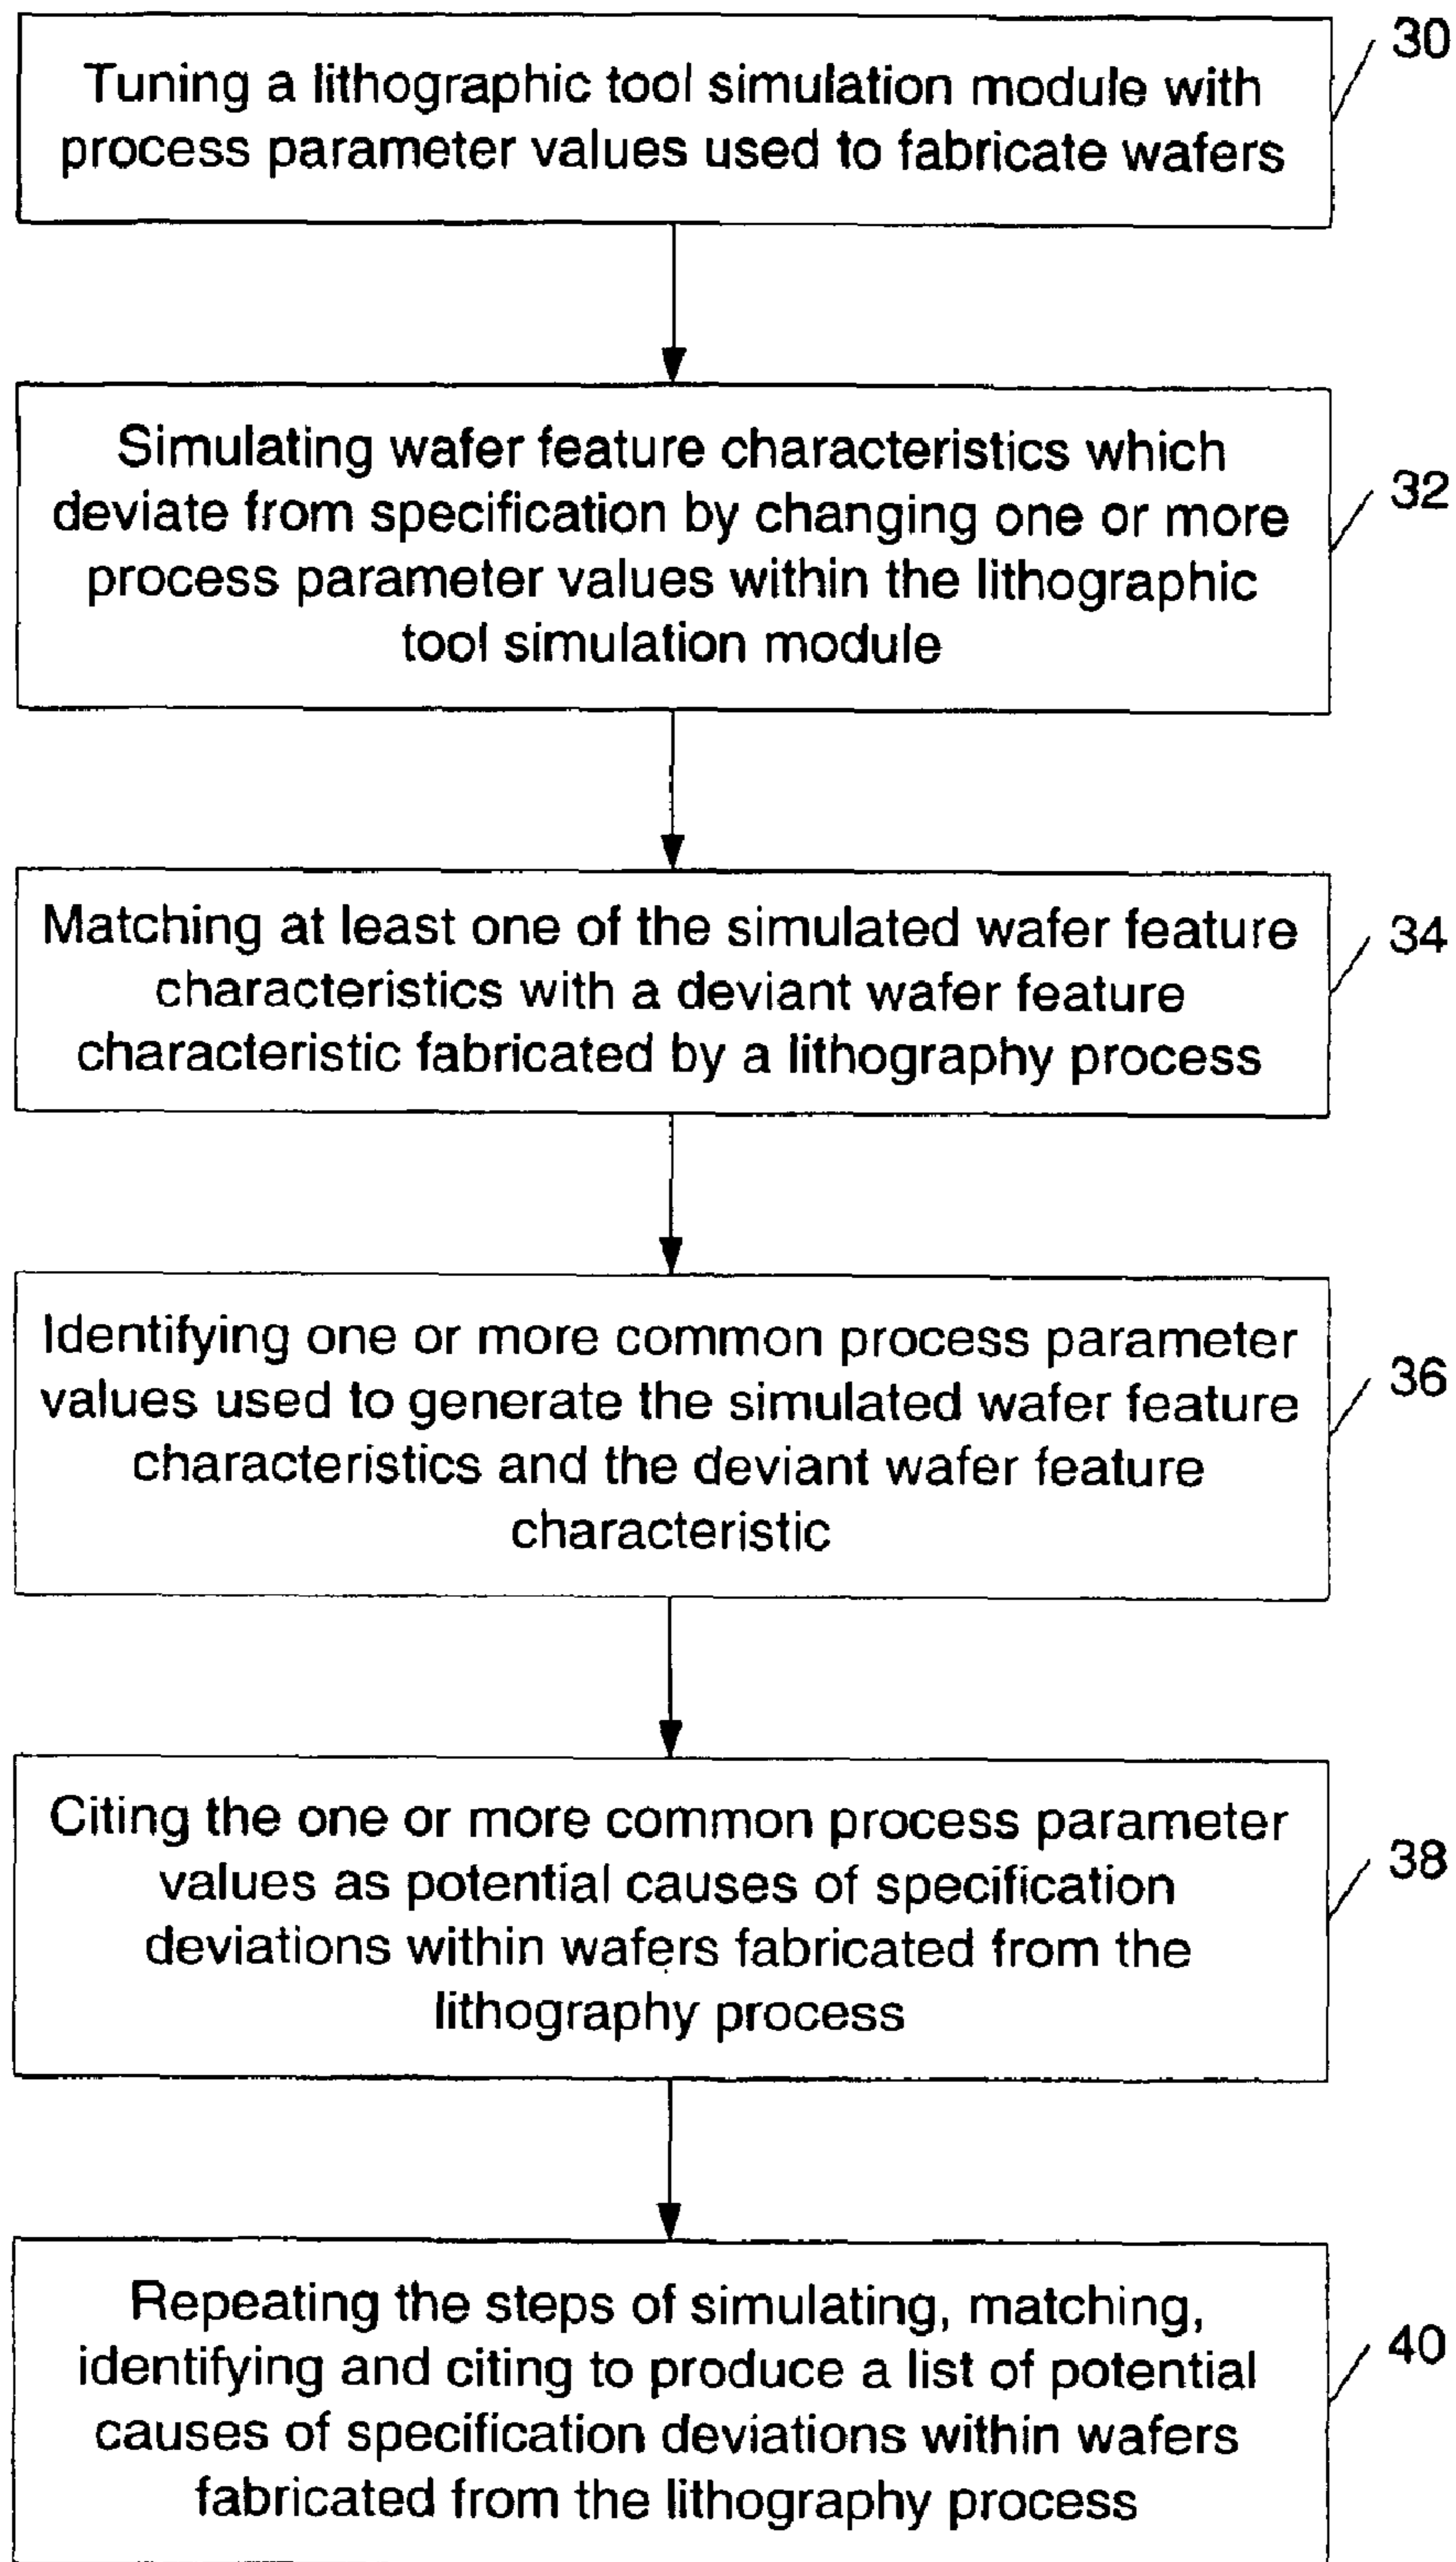 Tuning a lithographic tool simulation module with
process parameter values used to fabricate wafers
30
Simulating wafer feature characteristics which
deviate from specification by changing one or more
process parameter values within the lithographic
tool simulation module
32
Matching at least one of the simulated wafer feature
characteristics with a deviant wafer feature
characteristic fabricated by a lithography process
34
Identifying one or more common process parameter
values used to generate the simulated wafer feature
characteristics and the deviant wafer feature
characteristic
36
Citing the one or more common process parameter
values as potential causes of specification
deviations within wafers fabricated from the
lithography process
38
Repeating the steps of simulating, matching,
identifying and citing to produce a list of potential
causes of specification deviations within wafers
fabricated from the lithography process
40